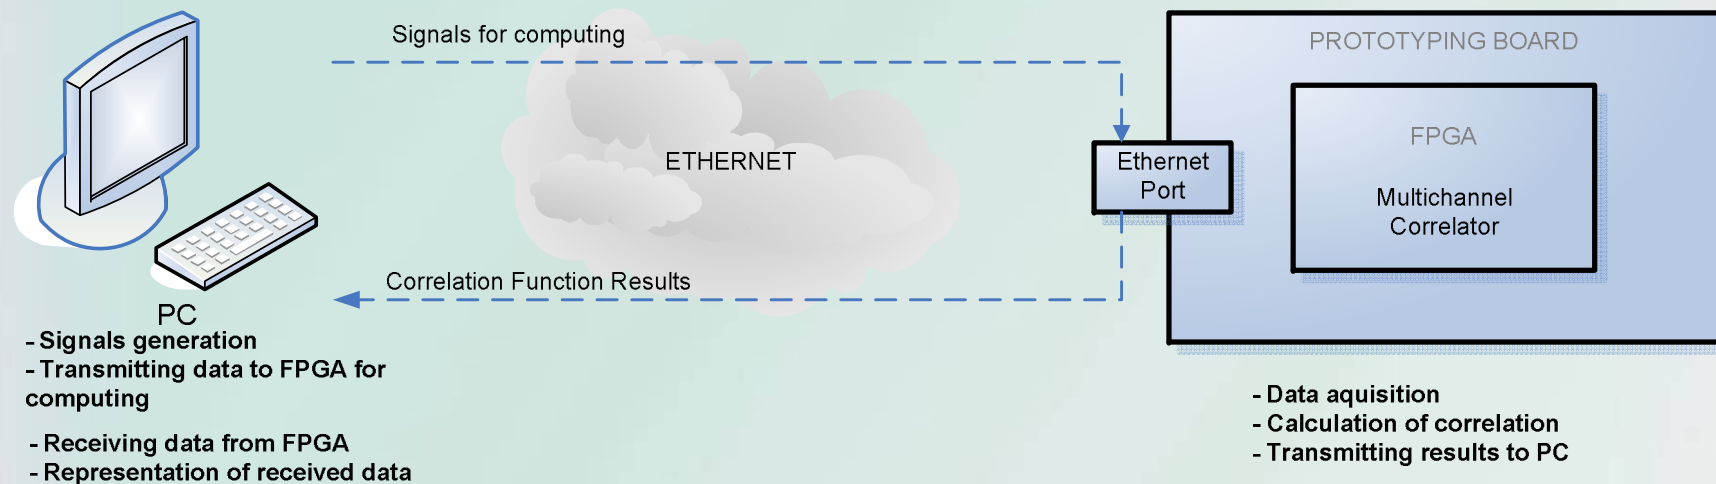 Signals for computing
PROTOTYPING BOARD
FPGA
ETHERNET
Ethernet
Port
Multichannel
Correlator
Correlation Function Results
PC
- Signals generation
- Transmitting data to FPGA for
computing
- Receiving data from FPGA
- Representation of received data
- Data aquisition
- Calculation of correlation
- Transmitting results to PC